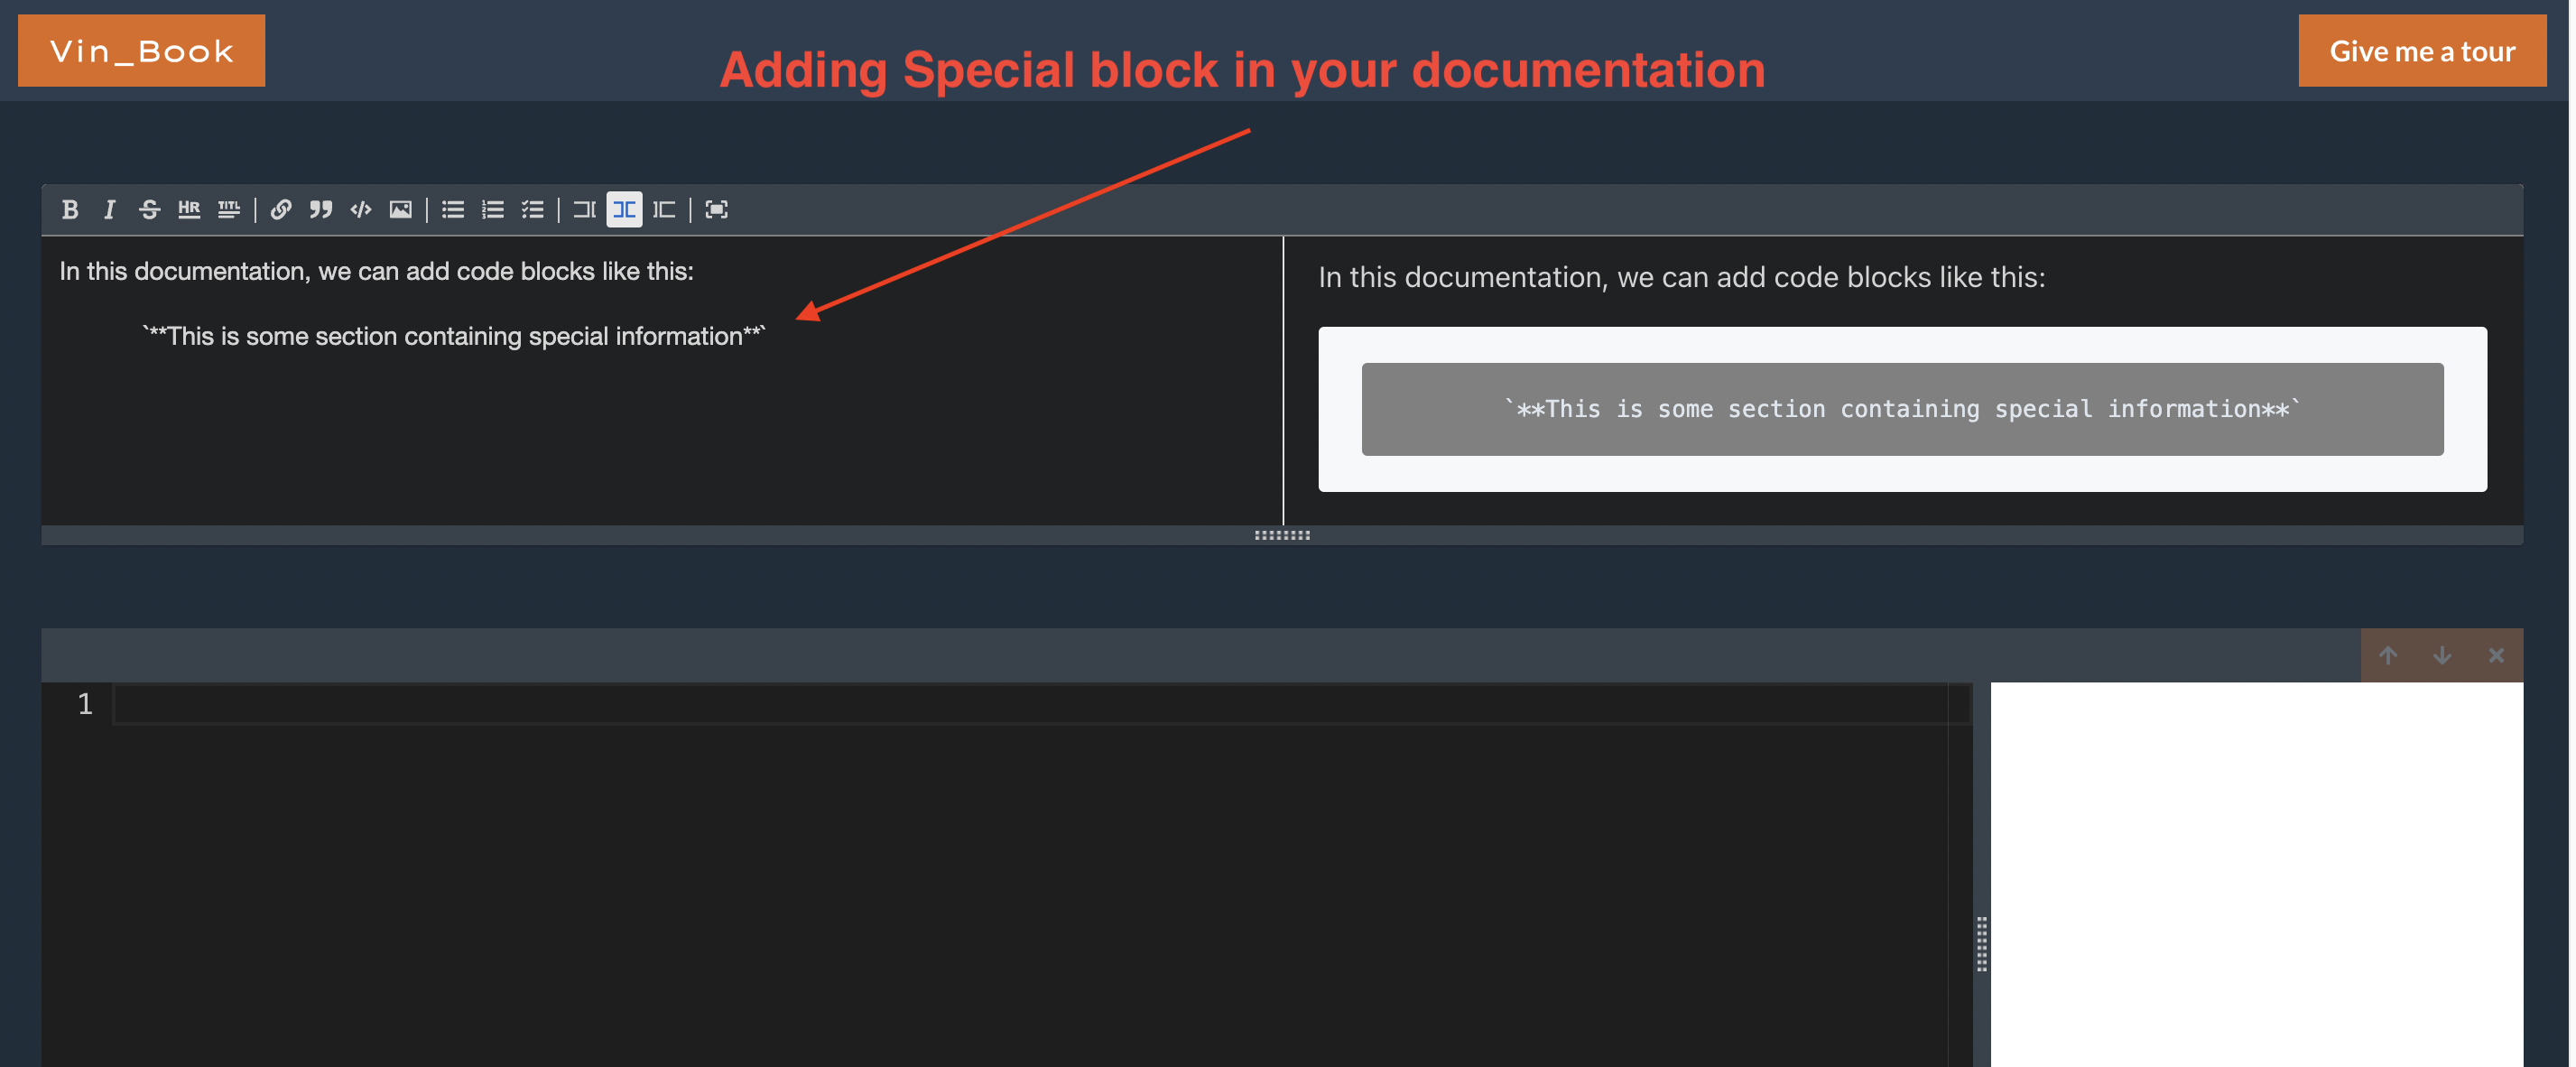 Vin_Book
Adding Special block in your documentation
Give me a tour
B I S HR TITL
In this documentation, we can add code blocks like this:
`**This is some section containing special information**`
In this documentation, we can add code blocks like this:
`**This is some section containing special information**`
1